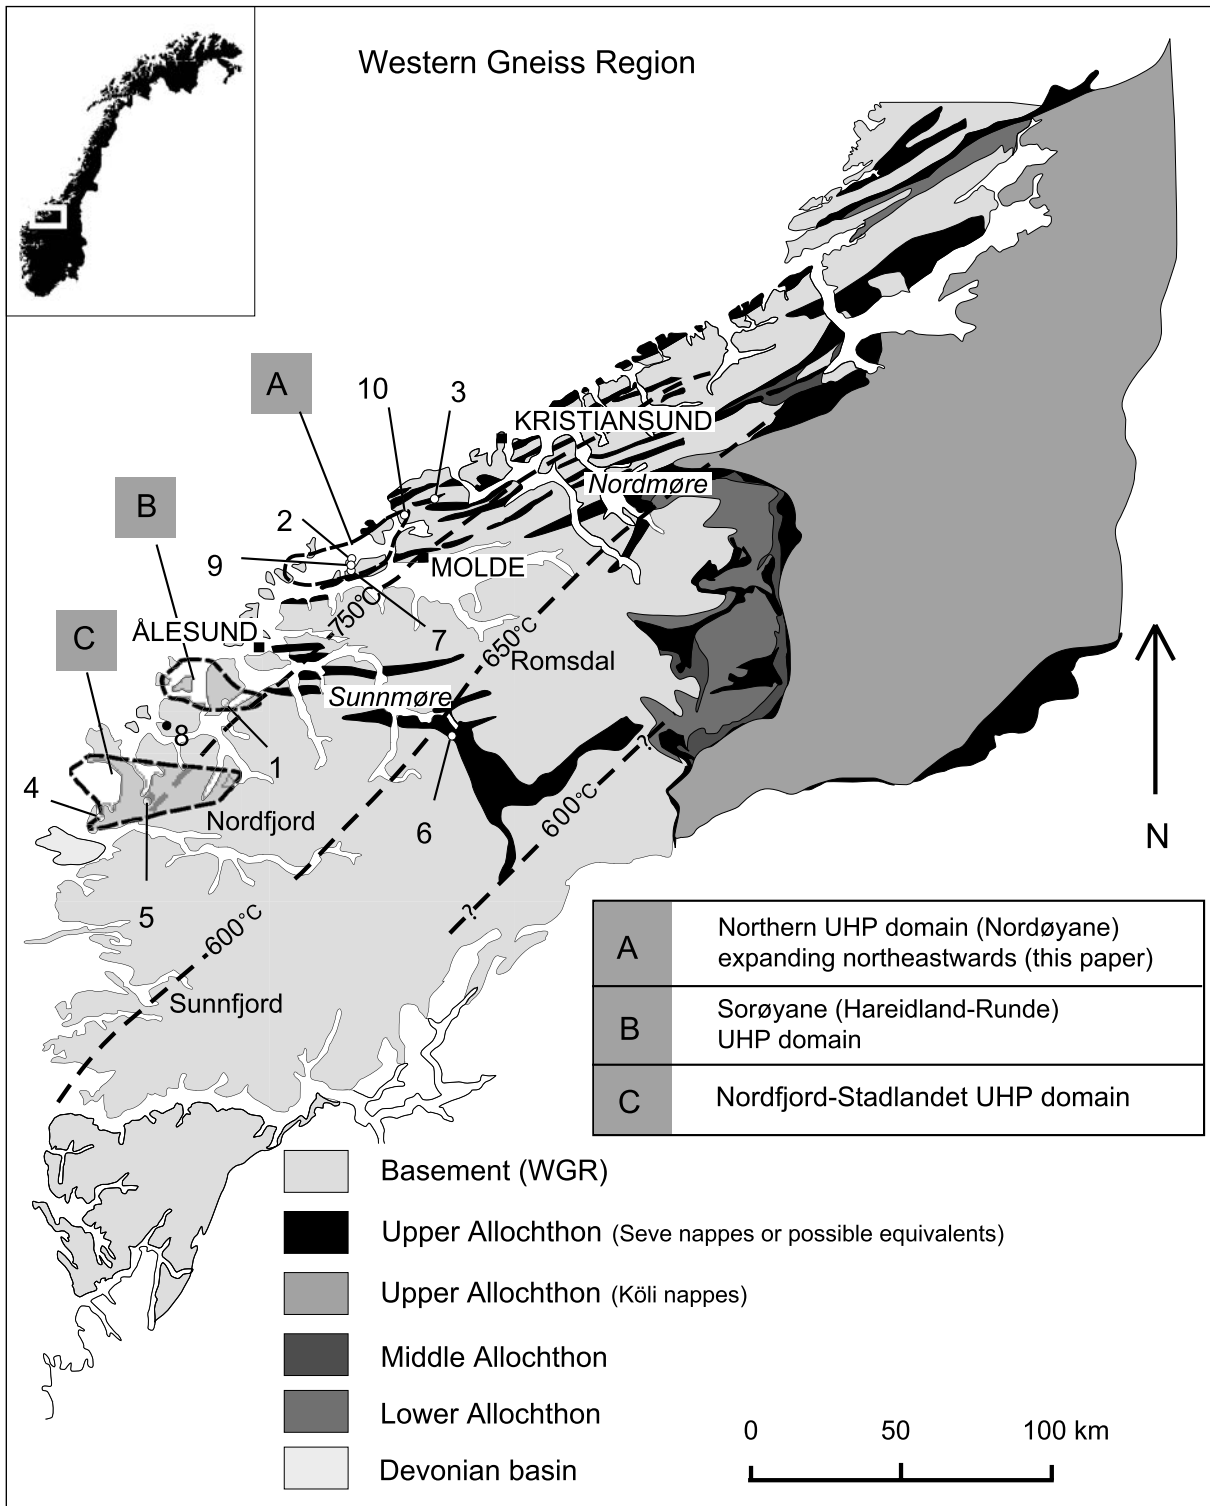 Western Gneiss Region
A
10
3
KRISTIANSUND
B
2
Nordmøre
9
MOLDE
750°C
C
ÅLESUND
7
650°C
Romsdal
Sunnmøre
8
1
?
4
600°C
Nordfjord
6
N
5
600°C
?
Sunnfjord
A
Northern UHP domain (Nordøyane)
expanding northeastwards (this paper)
B
Sorøyane (Hareidland-Runde)
UHP domain
C
Nordfjord-Stadlandet UHP domain
Basement (WGR)
Upper Allochthon (Seve nappes or possible equivalents)
Upper Allochthon (Köli nappes)
Middle Allochthon
Lower Allochthon
Devonian basin
0 50 100 km